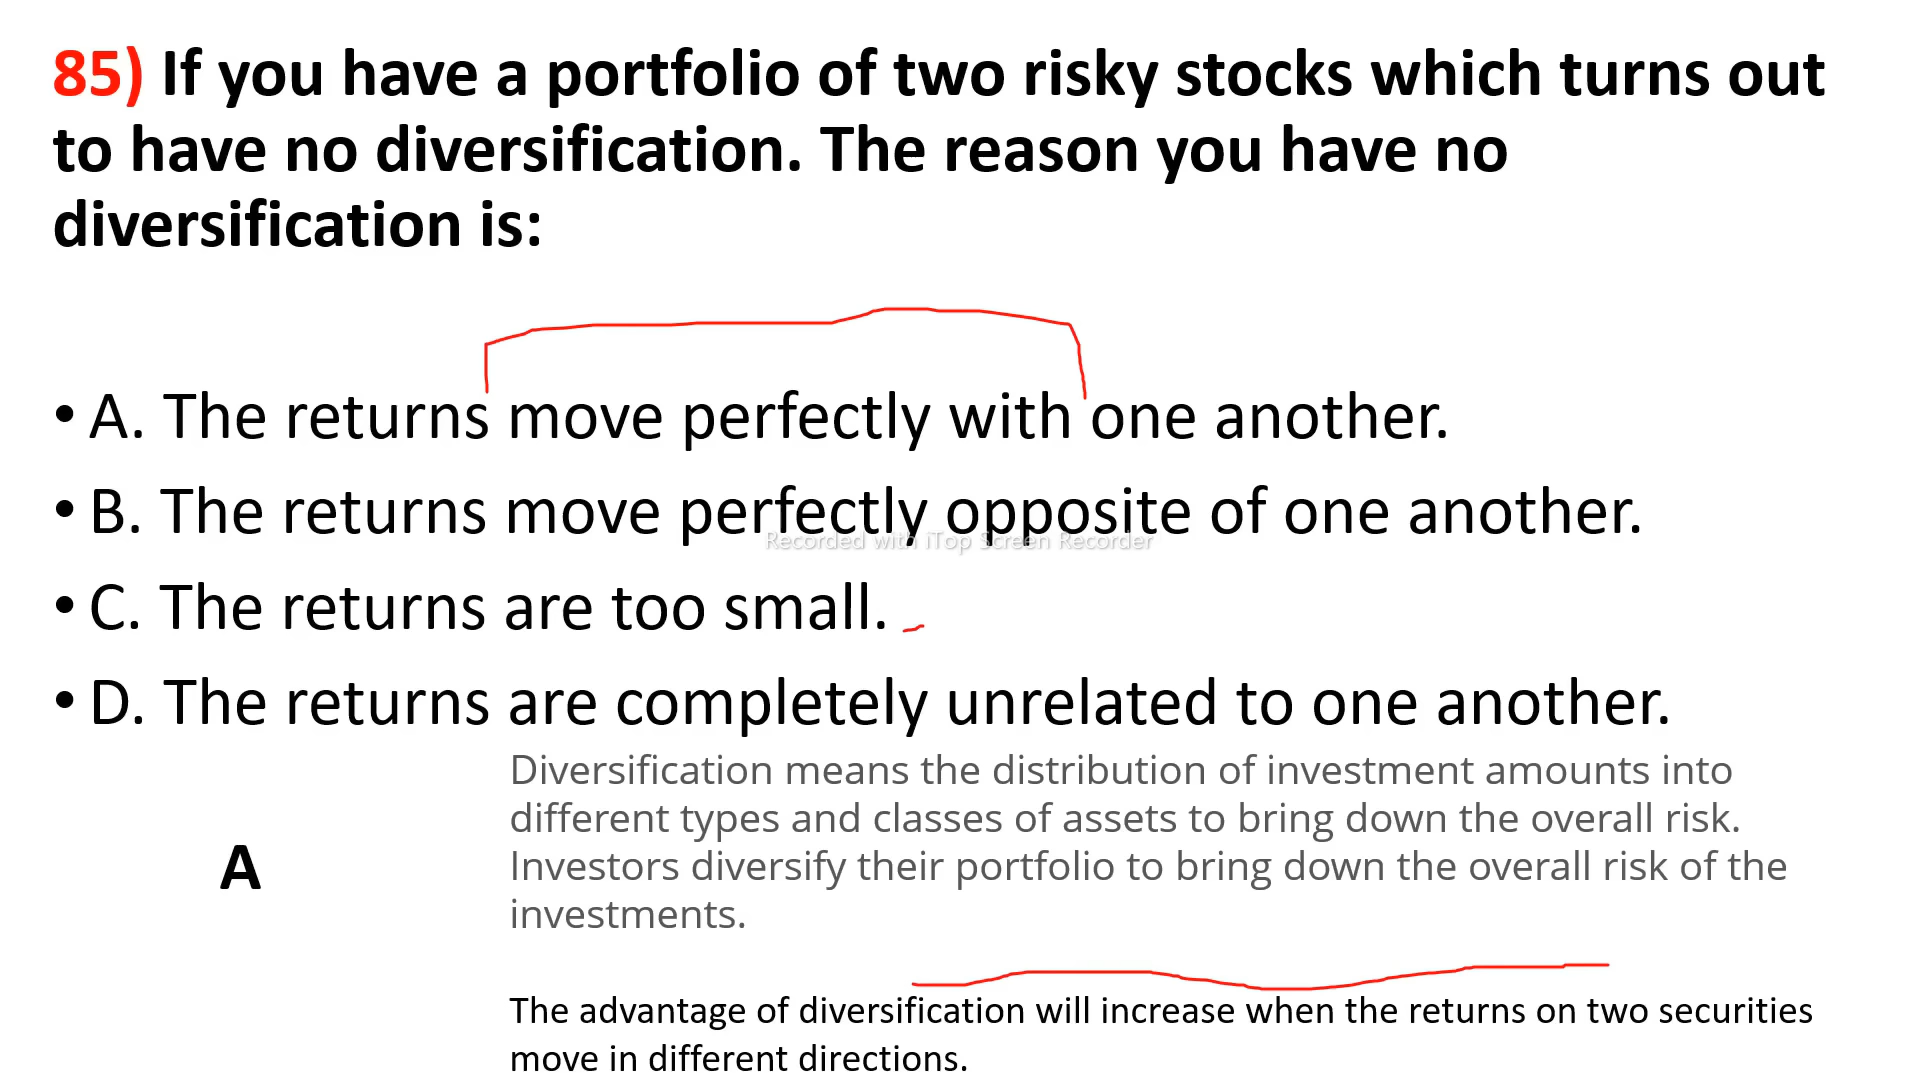 85) If you have a portfolio of two risky stocks which turns out
to have no diversification. The reason you have no
diversification is:
• A. The returns move perfectly with one another.
• B. The returns move perfectly opposite of one another.
Recorded with iTop Screen Recorder
• C. The returns are too small.
• D. The returns are completely unrelated to one another.
Diversification means the distribution of investment amounts into
different types and classes of assets to bring down the overall risk.
A
Investors diversify their portfolio to bring down the overall risk of the
investments.
The advantage of diversification will increase when the returns on two securities
move in different directions.